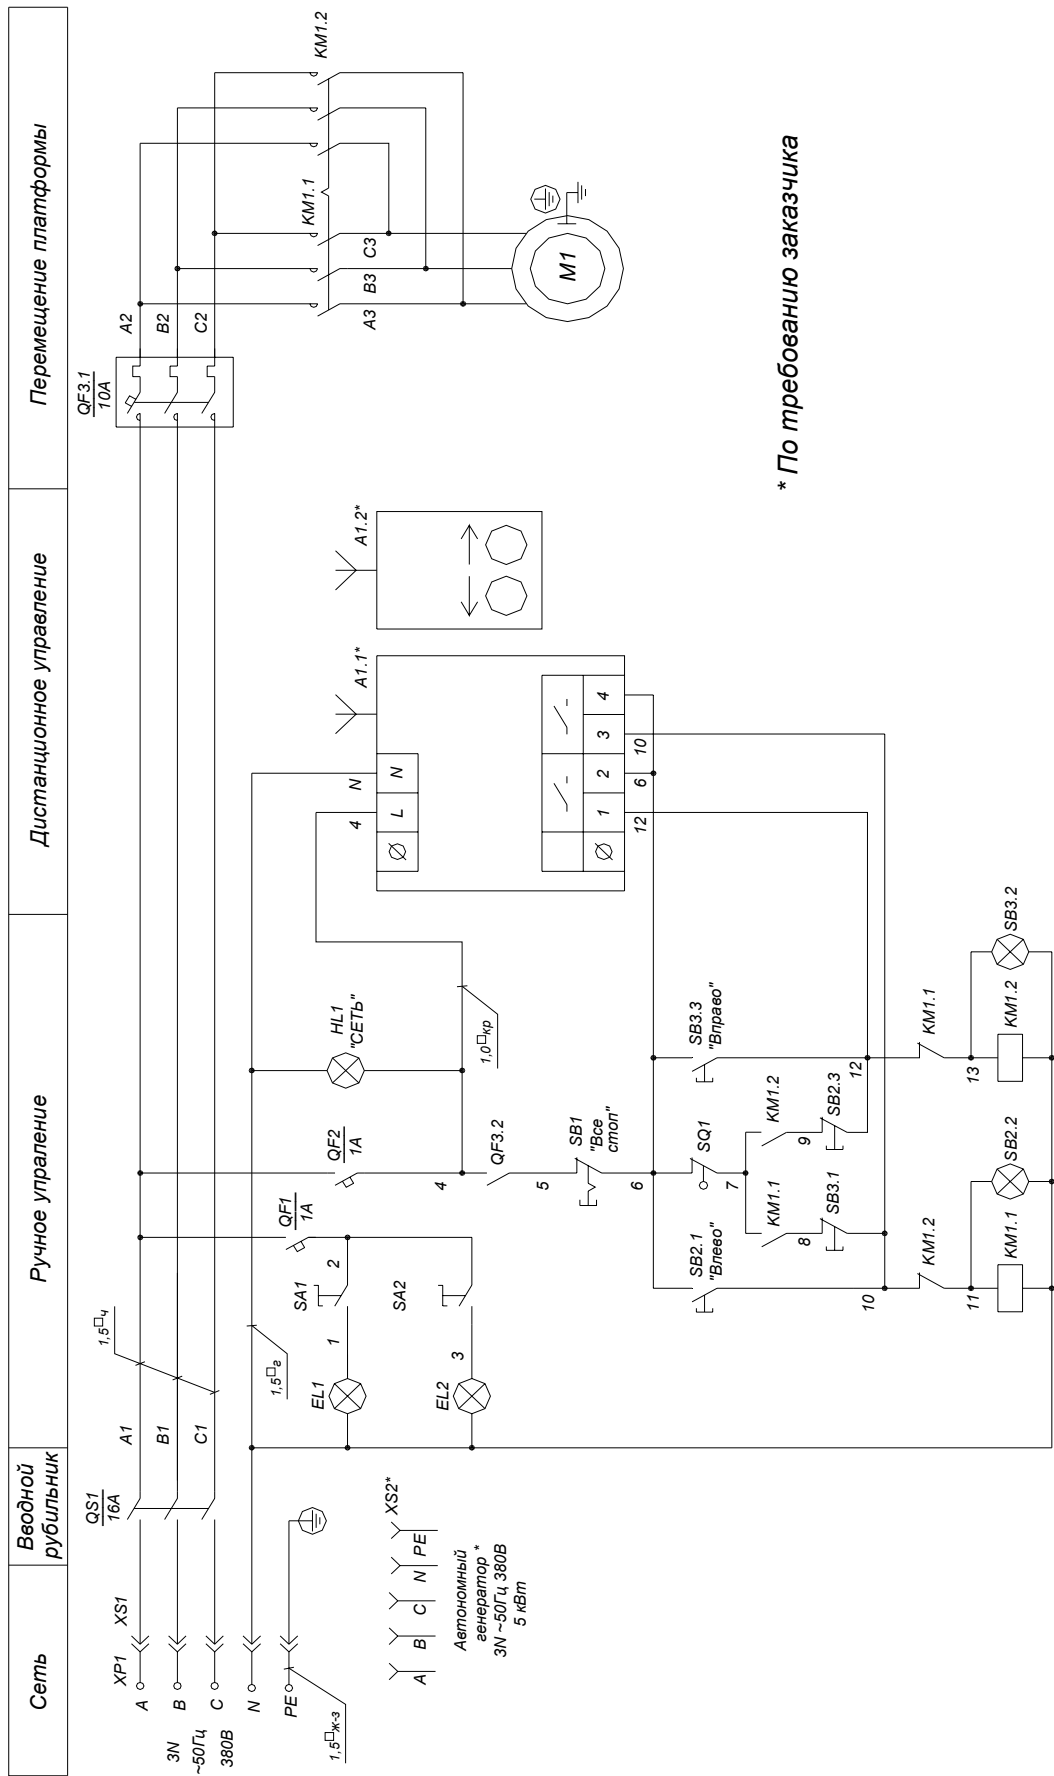 Сеть
Вводной
рубильник
Ручное упраление
Дистанционное управление
Перемещение платформы
XP1
XS1
A
B
C
N
PE
3N
~50Гц
380В
1,5□ж-з
QS1
16А
A1
B1
C1
1,5□ч
1,5□г
Автономный
генератор *
3N ~50Гц 380В
5 кВт
A
B
C
N
PE
XS2*
EL1
1
SA1
2
QF1
1А
EL2
3
SA2
QF2
1А
4
HL1
"СЕТЬ"
1,0□кр
QF3.2
5
SB1
"Все
стоп"
6
SB2.1
"Влево"
SQ1
7
KM1.1
8
SB3.1
KM1.2
9
SB2.3
SB3.3
"Вправо"
10
12
KM1.2
11
KM1.1
SB2.2
KM1.1
13
KM1.2
SB3.2
A1.1*
4
N
L
N
1
2
3
4
12
6
10
A1.2*
QF3.1
10А
A2
B2
C2
KM1.1
KM1.2
A3
B3
C3
M1
* По требованию заказчика